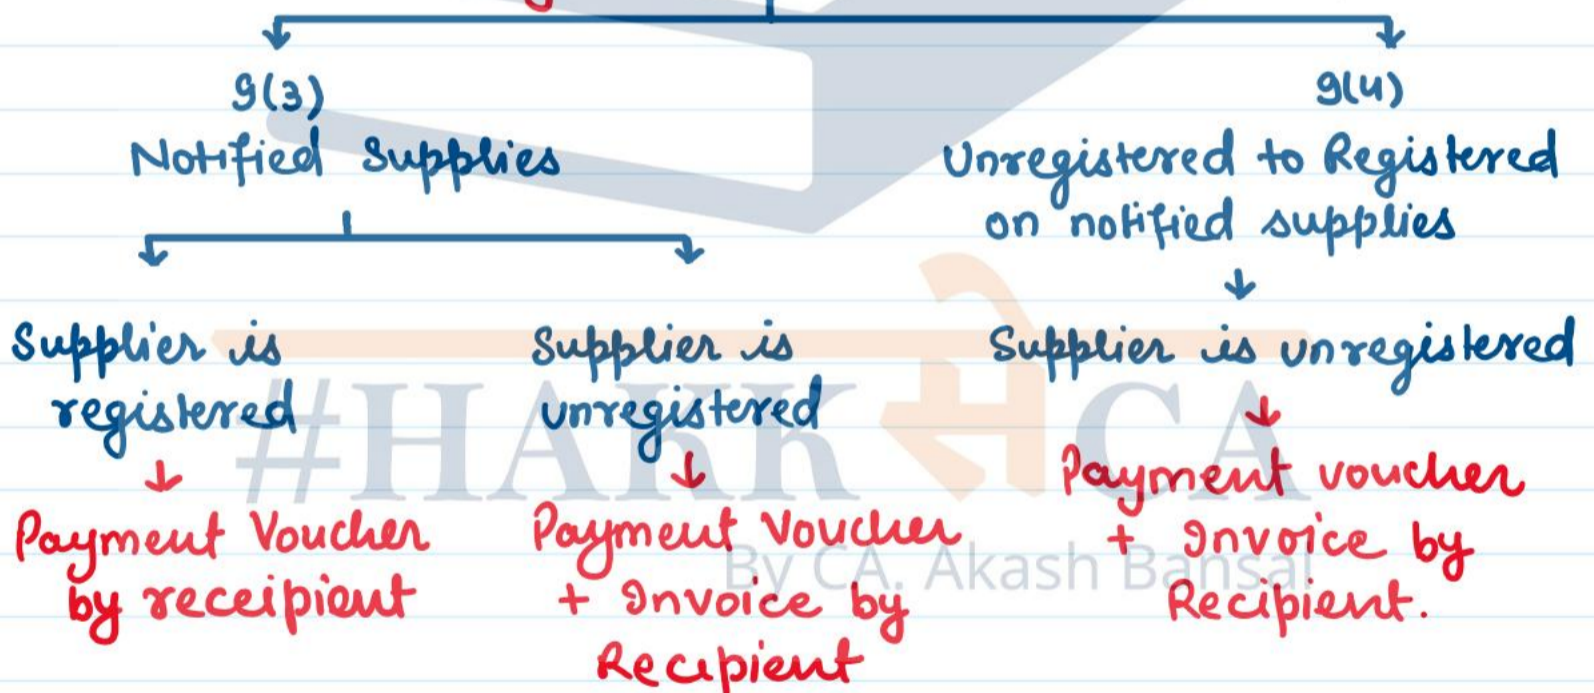 9(3)
Notified Supplies
9(4)
Unregistered to Registered
on notified supplies
Supplier is
registered
Supplier is
unregistered
Supplier is unregistered
Payment Voucher
by receipient
Payment Voucher
+ Invoice by
Recipient
Payment voucher
+ Invoice by
Recipient.
#HAKK से CA
By CA. Akash Bansal